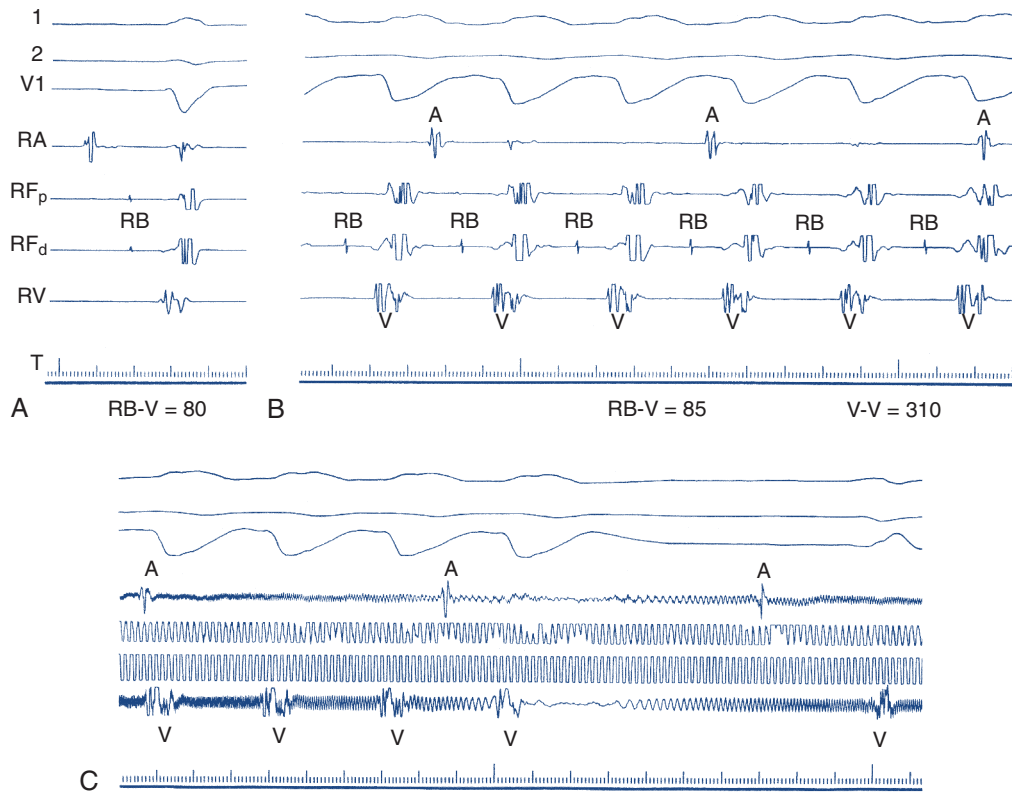 1
2
V1
A A A
RA
RFp
RB RB RB RB RB RB RB
RFd
RV
V V V V V V
T
A RB-V = 80 B RB-V = 85 V-V = 310
A A A
V V V V V
C